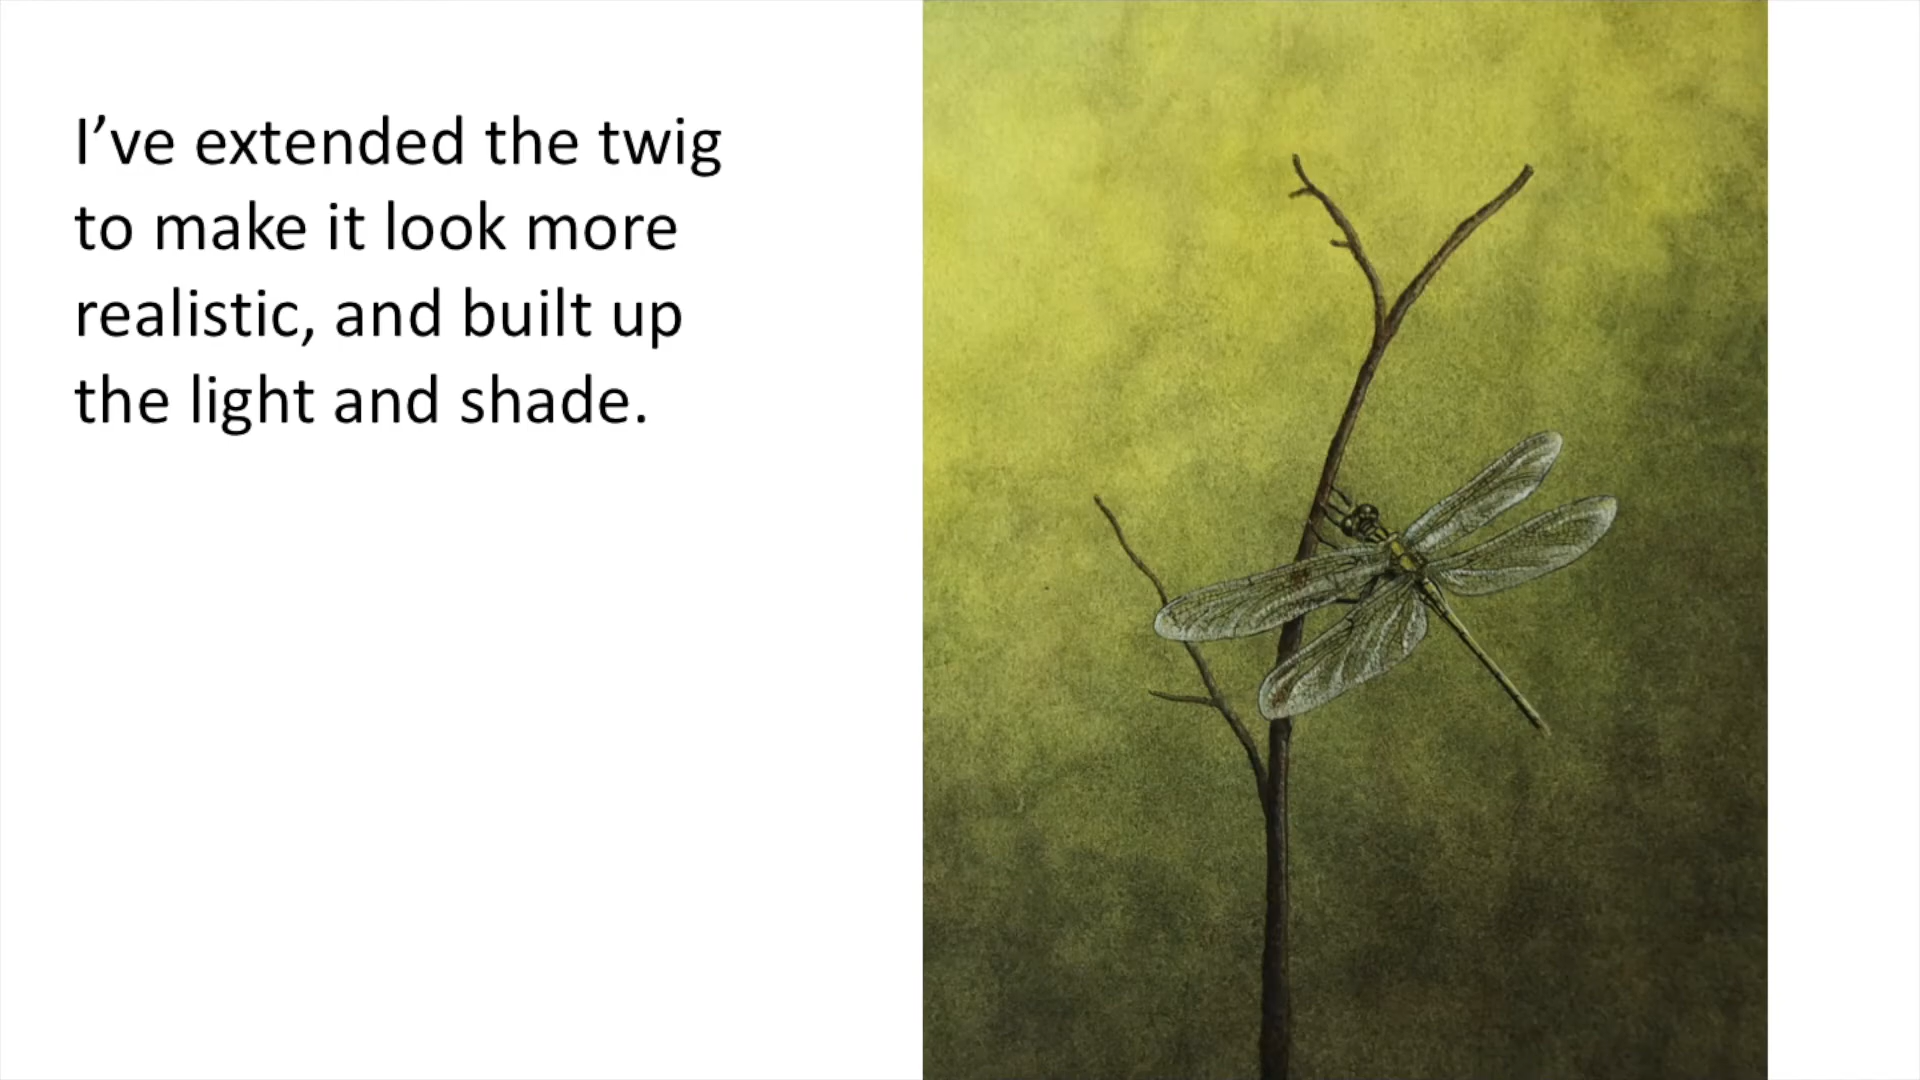 I’ve extended the twig
to make it look more
realistic, and built up
the light and shade.